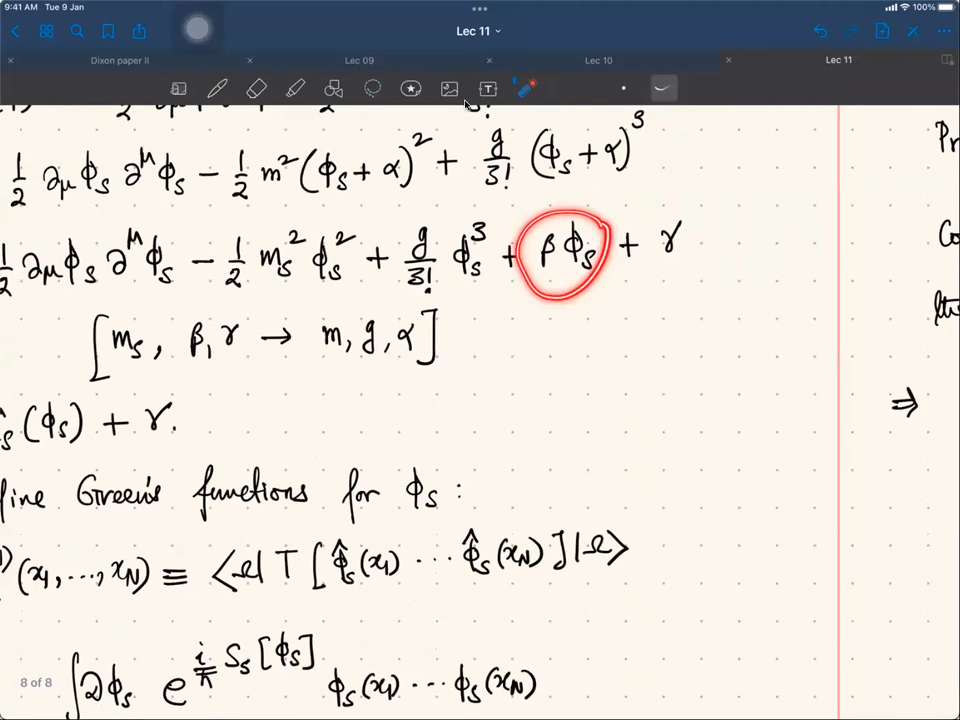 9:41 AM Tue 9 Jan 100%
Lec 11
Dixon paper II Lec 09 Lec 10 Lec 11
1/2 ∂μ ϕs ∂^μ ϕs − 1/2 m² (ϕs + α)² + g/3! (ϕs + α)³
1/2 ∂μ ϕs ∂^μ ϕs − 1/2 ms² ϕs² + g/3! ϕs³ + β ϕs + γ
[ms, β, γ → m, g, α]
s (ϕs) + γ.
⇒
fine Green's functions for ϕs :
(x1, ..., xN) ≡ ⟨Ω| T [ϕ̂s(x1) ... ϕ̂s(xN)] |Ω⟩
∫ 𝒟ϕs e^{i/ħ Ss[ϕs]} ϕs(x1) ... ϕs(xN)
8 of 8